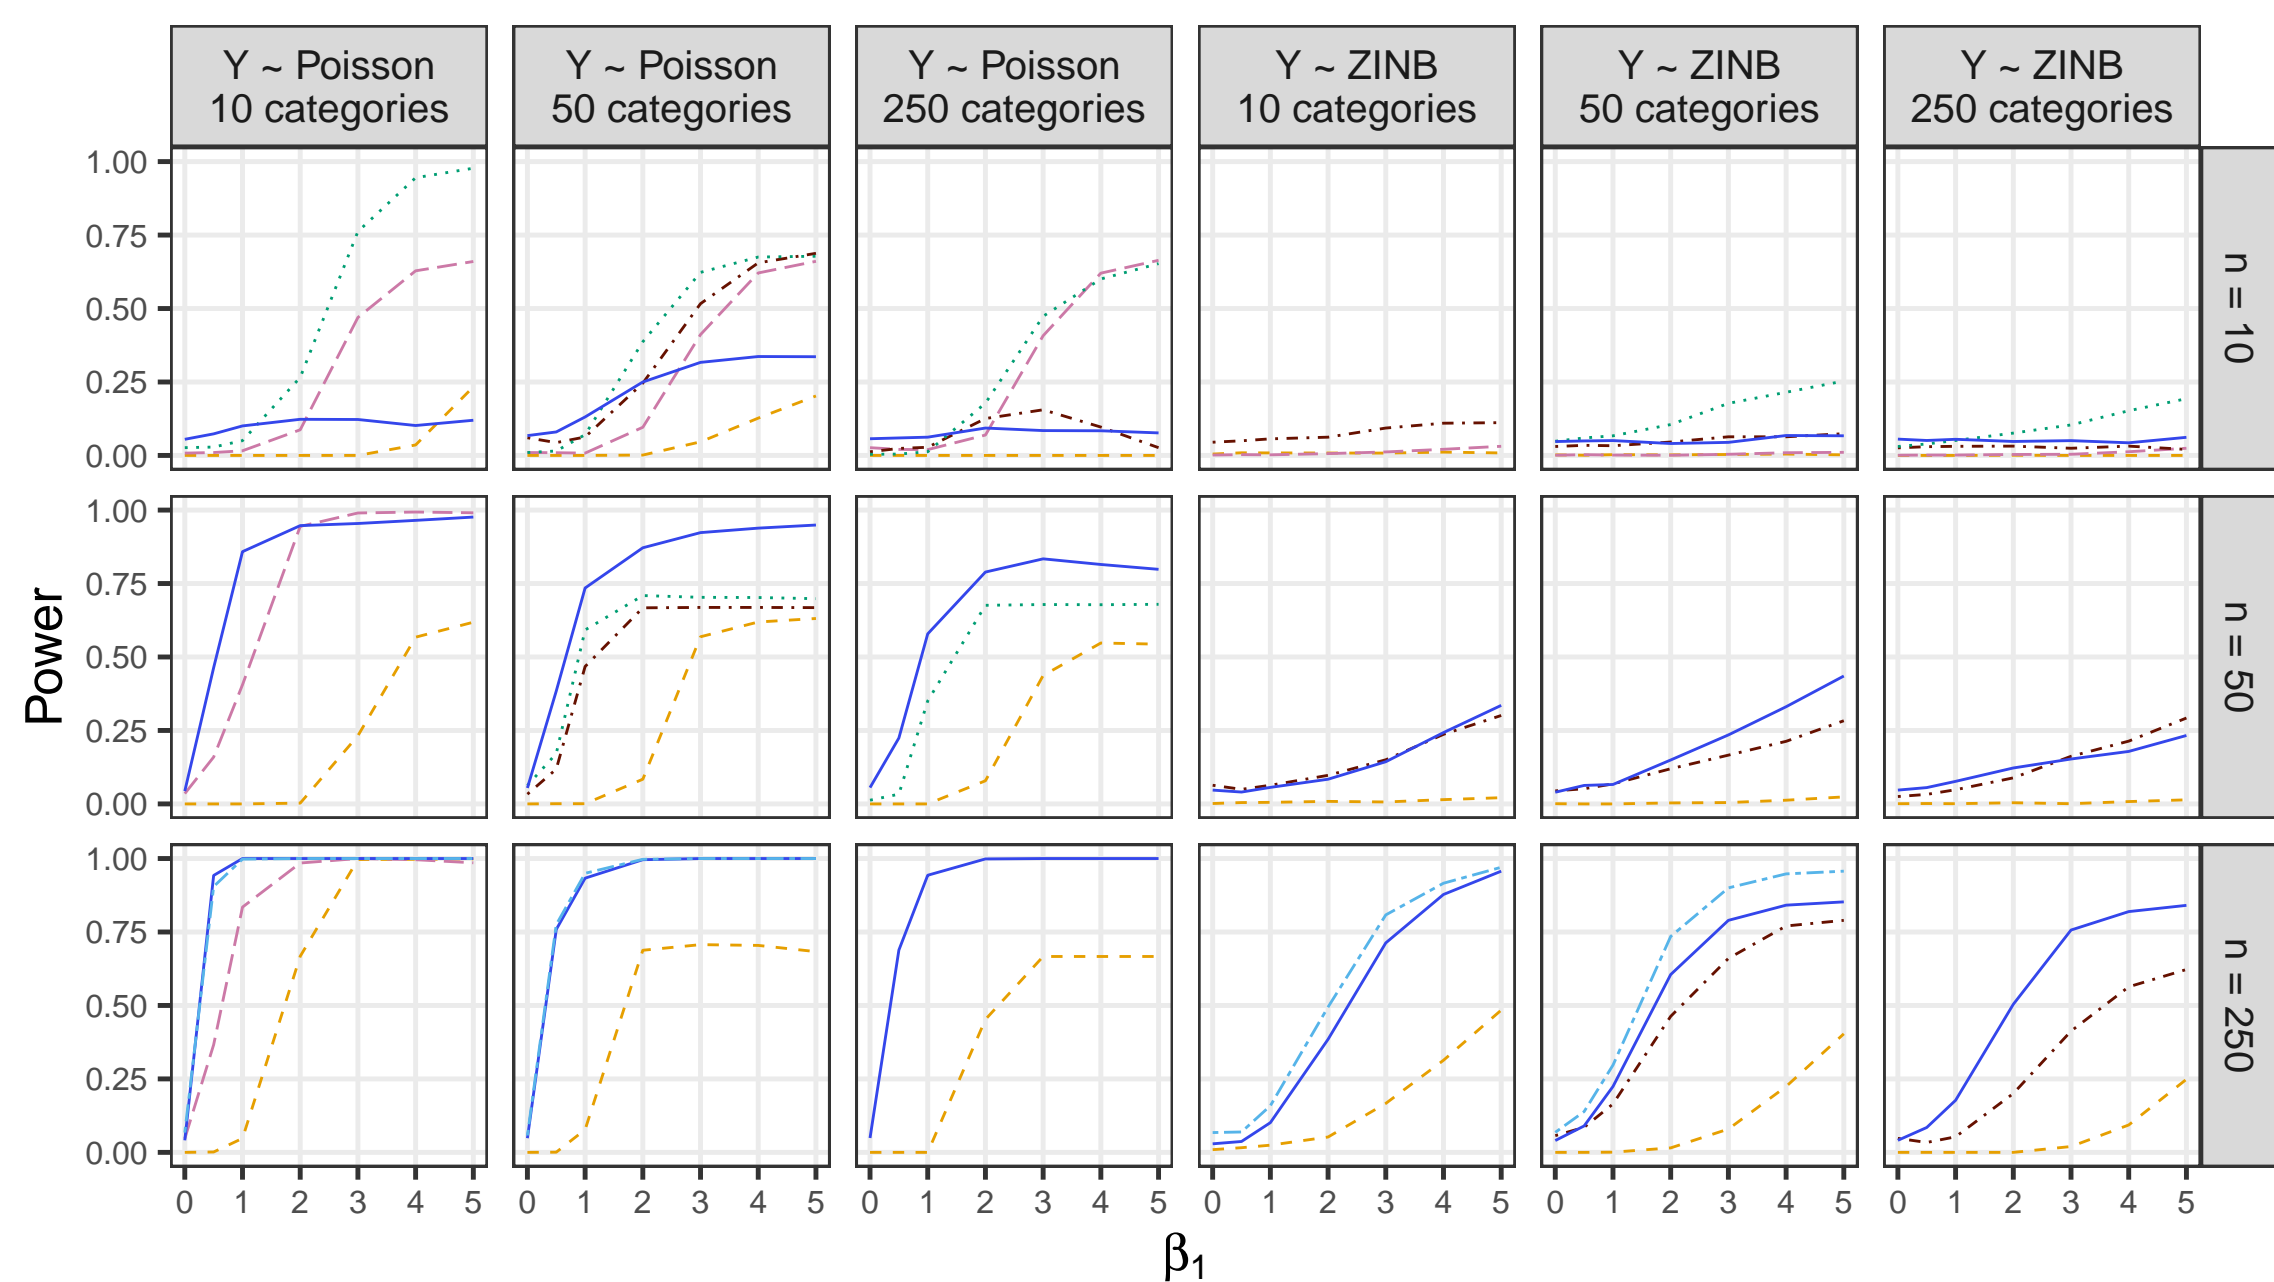 Y ~ Poisson
10 categories
Y ~ Poisson
50 categories
Y ~ Poisson
250 categories
Y ~ ZINB
10 categories
Y ~ ZINB
50 categories
Y ~ ZINB
250 categories
1.00
0.75
0.50
0.25
0.00
n = 10
1.00
0.75
0.50
0.25
0.00
n = 50
1.00
0.75
0.50
0.25
0.00
n = 250
Power
0 1 2 3 4 5
0 1 2 3 4 5
0 1 2 3 4 5
0 1 2 3 4 5
0 1 2 3 4 5
0 1 2 3 4 5
β₁